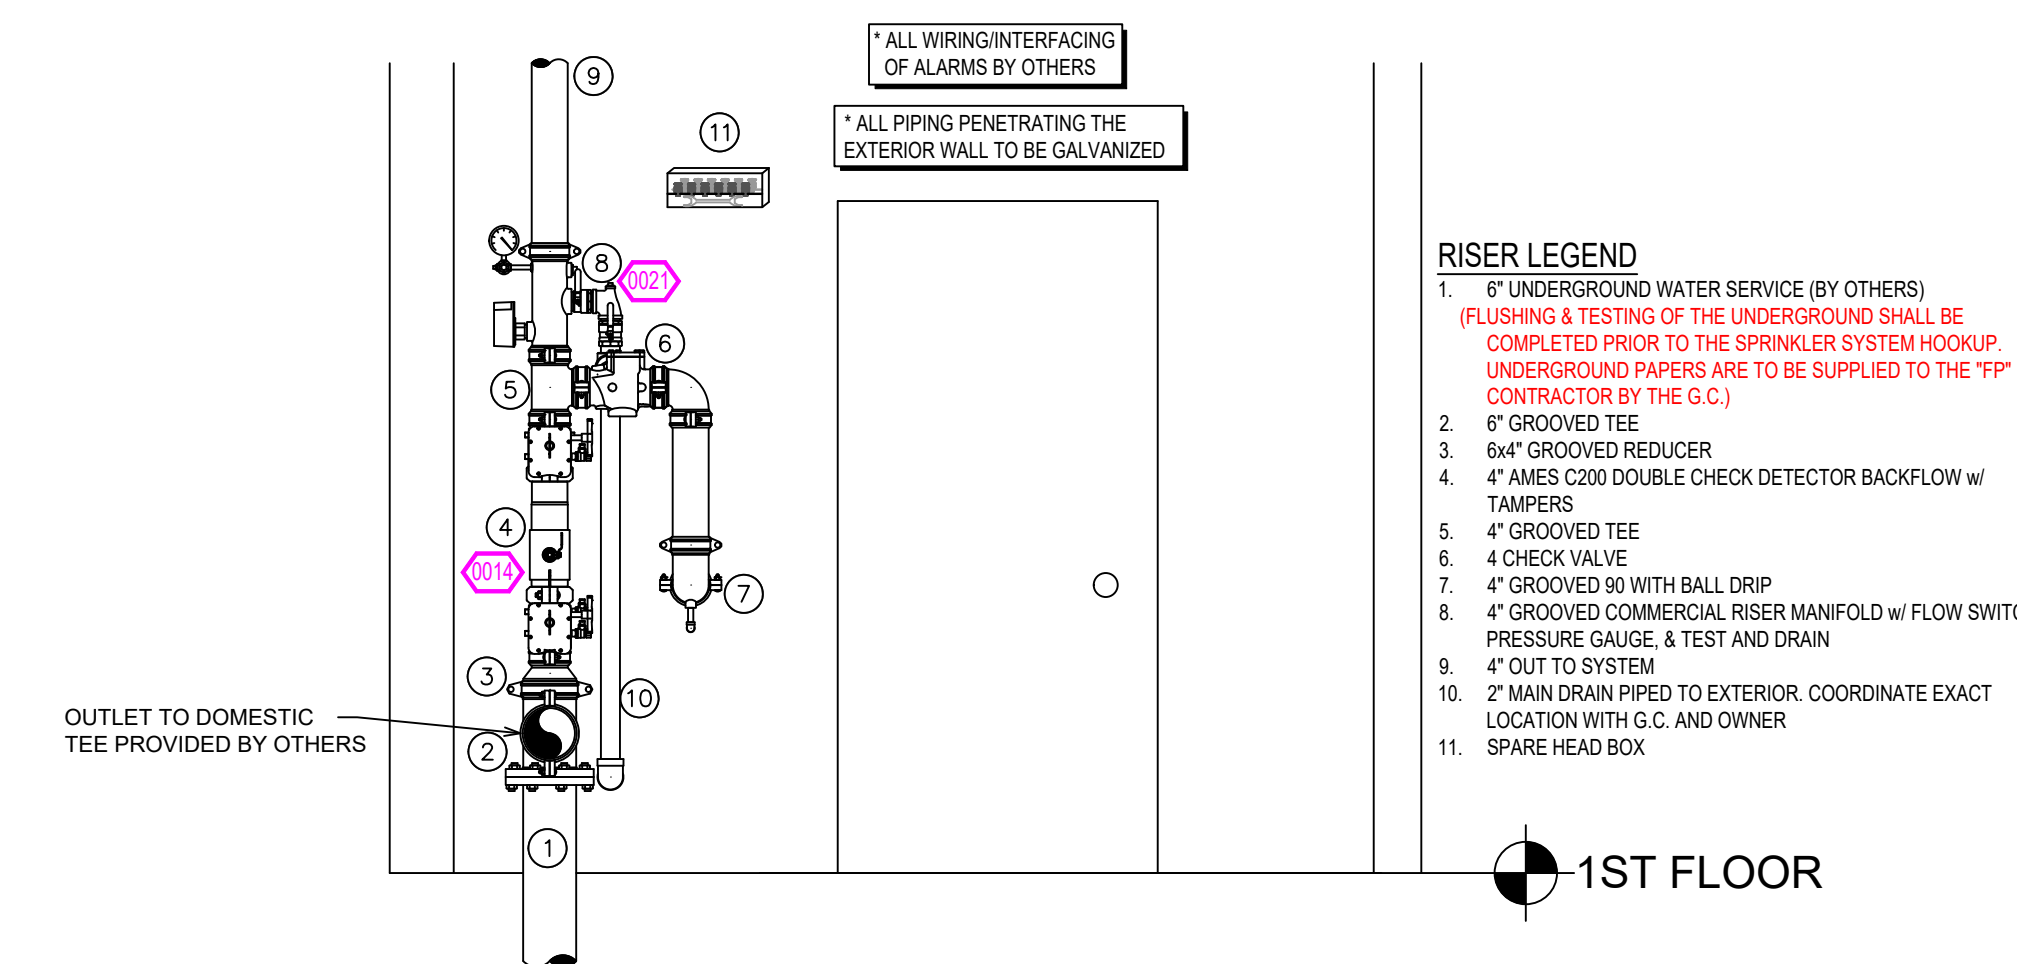 * ALL WIRING/INTERFACING
OF ALARMS BY OTHERS
* ALL PIPING PENETRATING THE
EXTERIOR WALL TO BE GALVANIZED
9
11
8
0021
6
5
4
0014
7
3
10
OUTLET TO DOMESTIC
TEE PROVIDED BY OTHERS
2
1
RISER LEGEND
1. 6" UNDERGROUND WATER SERVICE (BY OTHERS)
(FLUSHING & TESTING OF THE UNDERGROUND SHALL BE
COMPLETED PRIOR TO THE SPRINKLER SYSTEM HOOKUP.
UNDERGROUND PAPERS ARE TO BE SUPPLIED TO THE "FP"
CONTRACTOR BY THE G.C.)
2. 6" GROOVED TEE
3. 6x4" GROOVED REDUCER
4. 4" AMES C200 DOUBLE CHECK DETECTOR BACKFLOW w/
TAMPERS
5. 4" GROOVED TEE
6. 4 CHECK VALVE
7. 4" GROOVED 90 WITH BALL DRIP
8. 4" GROOVED COMMERCIAL RISER MANIFOLD w/ FLOW
PRESSURE GAUGE, & TEST AND DRAIN
9. 4" OUT TO SYSTEM
10. 2" MAIN DRAIN PIPED TO EXTERIOR. COORDINATE EXACT
LOCATION WITH G.C. AND OWNER
11. SPARE HEAD BOX
1ST FLOOR